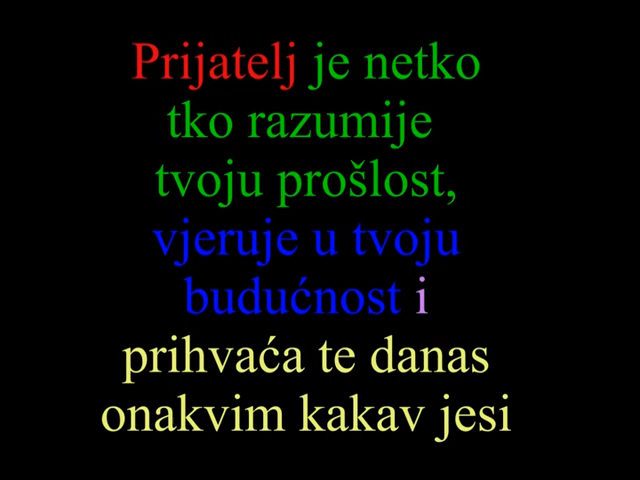 Prijatelj je netko
tko razumije
tvoju prošlost,
vjeruje u tvoju
budućnost i
prihvaća te danas
onakvim kakav jesi